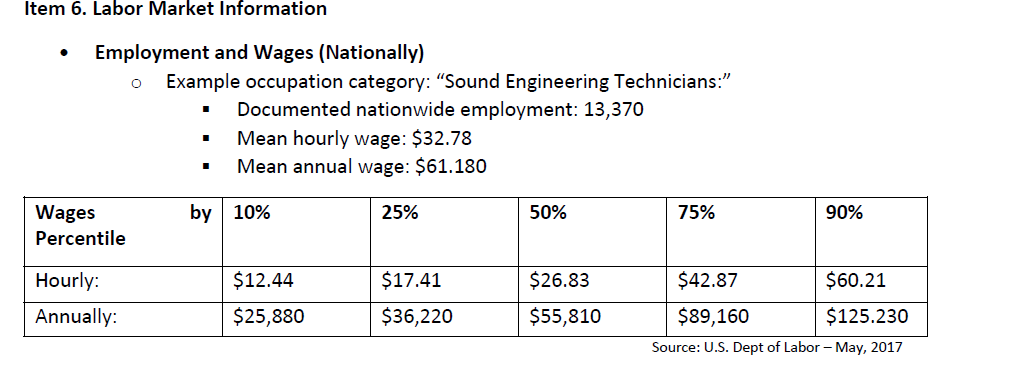 Item 6. Labor Market Information
• Employment and Wages (Nationally)
o Example occupation category: “Sound Engineering Technicians:”
▪ Documented nationwide employment: 13,370
▪ Mean hourly wage: $32.78
▪ Mean annual wage: $61.180
Wages by Percentile 10% 25% 50% 75% 90%
Hourly: $12.44 $17.41 $26.83 $42.87 $60.21
Annually: $25,880 $36,220 $55,810 $89,160 $125.230
Source: U.S. Dept of Labor – May, 2017